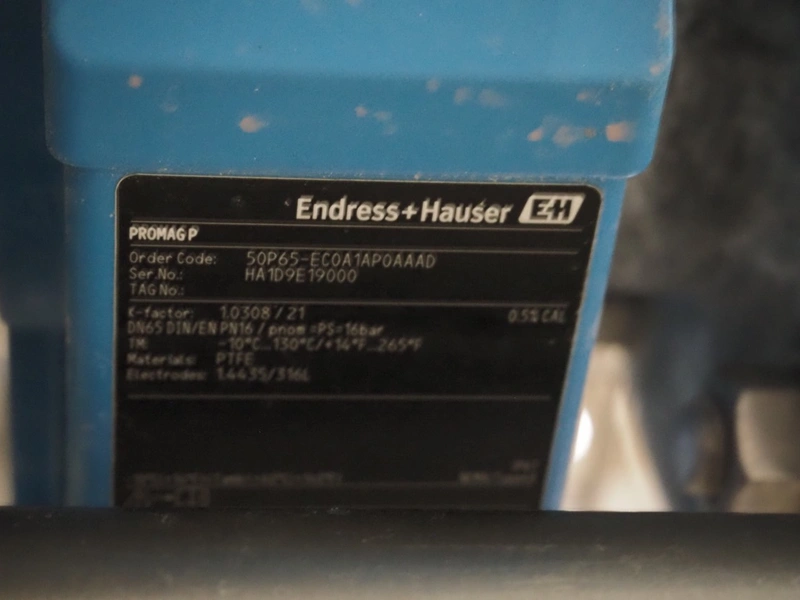 Endress+Hauser EH
PROMAG P
Order Code: 50P65-EC0A1AP0AAAD
Ser.No.: HA1D9E19000
TAG No.:
K-factor: 1.0308 / 21 0.5% CAL
DN65 DIN/EN PN16 / pnom =PS=16bar
TM: -10°C...130°C/+14°F...265°F
Materials: PTFE
Electrodes: 1.4435/316L